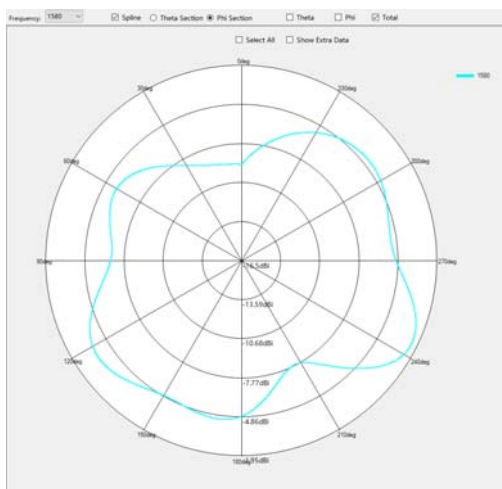 Frequency: 1580 Spline Theta Section Phi Section Theta Phi Total
Select All Show Extra Data
1580
0deg
30deg 330deg
60deg 300deg
90deg 270deg
-16.5dBi
-13.59dBi
-10.68dBi
120deg 240deg
-7.77dBi
-4.86dBi
150deg 210deg
180deg